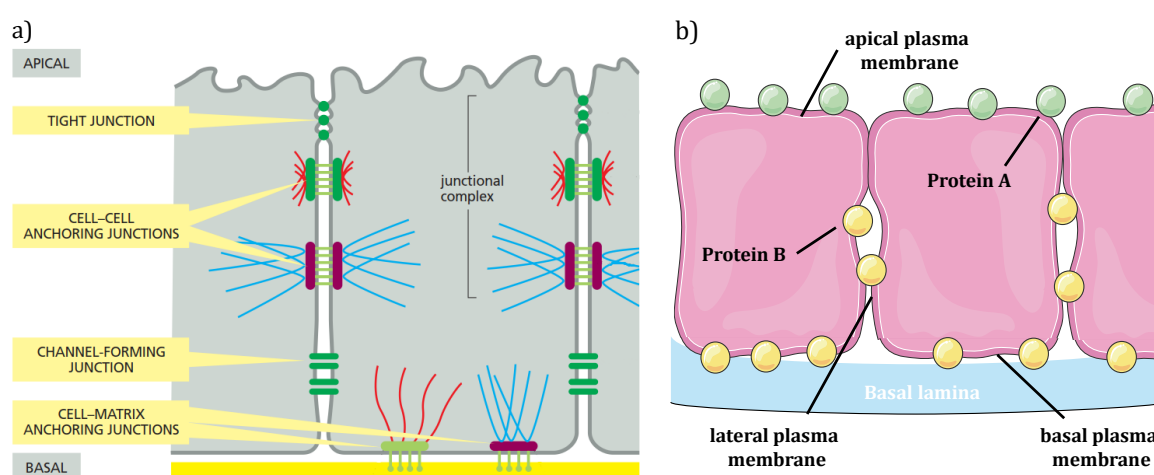 a)
APICAL
TIGHT JUNCTION
CELL–CELL
ANCHORING JUNCTIONS
CHANNEL-FORMING
JUNCTION
CELL–MATRIX
ANCHORING JUNCTIONS
BASAL
junctional
complex
b)
apical plasma
membrane
Protein A
Protein B
Basal lamina
lateral plasma
membrane
basal plasma
membrane